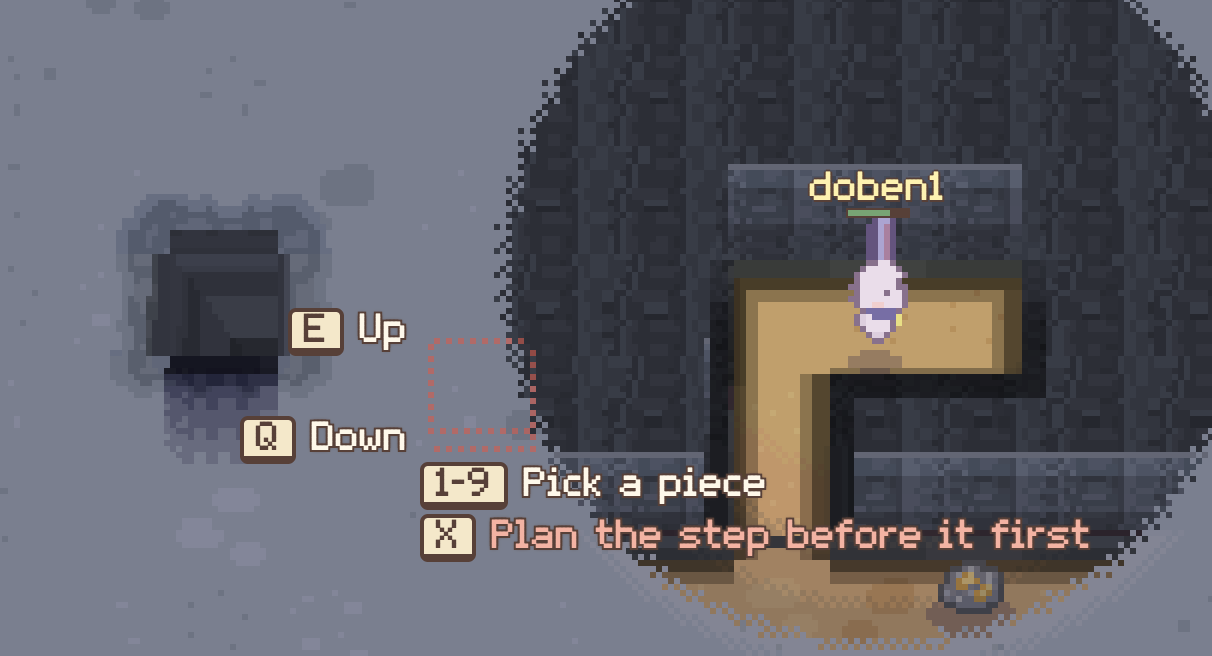 doben1
E Up
Q Down
1-9 Pick a piece
X Plan the step before it first